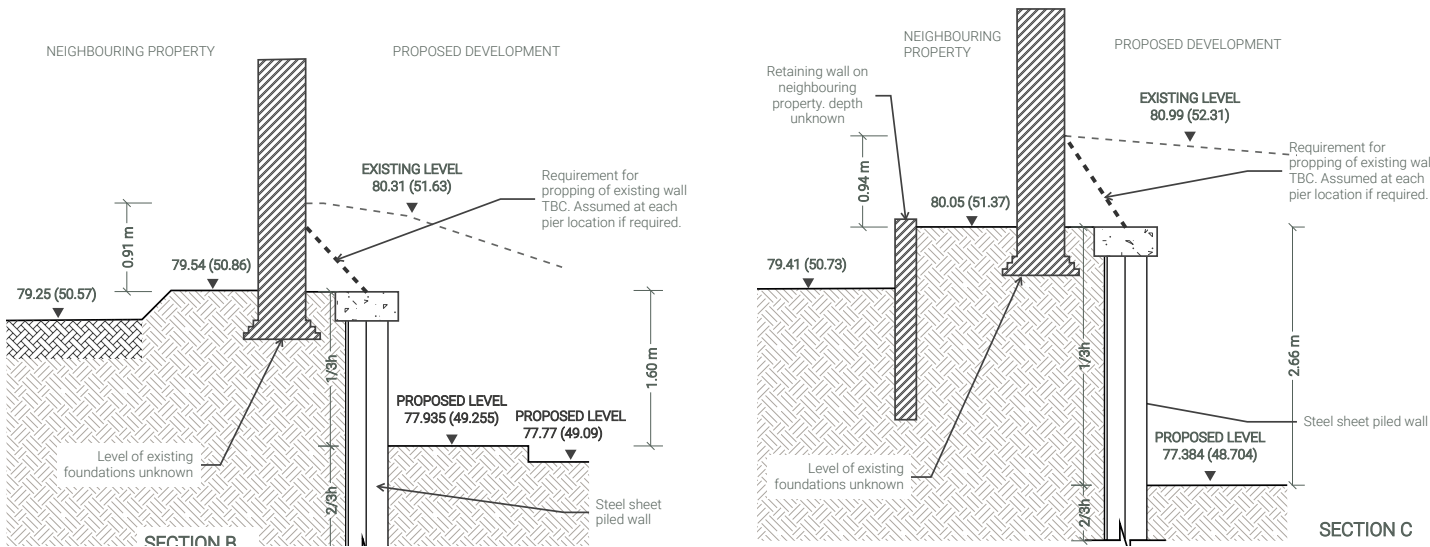 NEIGHBOURING PROPERTY
PROPOSED DEVELOPMENT
EXISTING LEVEL
80.31 (51.63)
Requirement for
propping of existing wall
TBC. Assumed at each
pier location if required.
0.91 m
79.54 (50.86)
79.25 (50.57)
1/3h
1.60 m
PROPOSED LEVEL
77.935 (49.255)
PROPOSED LEVEL
77.77 (49.09)
Level of existing
foundations unknown
2/3h
Steel sheet
piled wall
SECTION B
NEIGHBOURING
PROPERTY
PROPOSED DEVELOPMENT
Retaining wall on
neighbouring
property. depth
unknown
EXISTING LEVEL
80.99 (52.31)
Requirement for
propping of existing wal
TBC. Assumed at each
pier location if required.
0.94 m
80.05 (51.37)
79.41 (50.73)
1/3h
2.66 m
Steel sheet piled wall
PROPOSED LEVEL
77.384 (48.704)
Level of existing
foundations unknown
2/3h
SECTION C